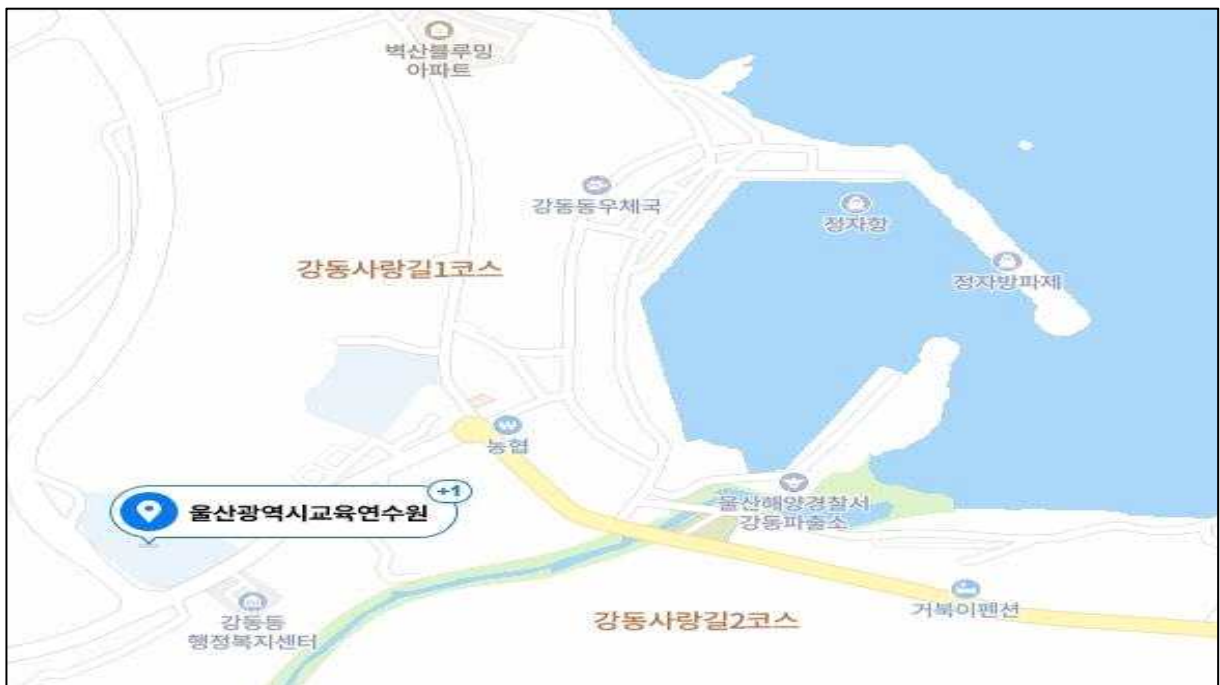 벽산블루밍
아파트
강동동우체국
정자항
강동사랑길1코스
정자방파제
농협
+1
울산광역시교육연수원
울산해양경찰서
강동파출소
강동동
행정복지센터
강동사랑길2코스
거북이펜션